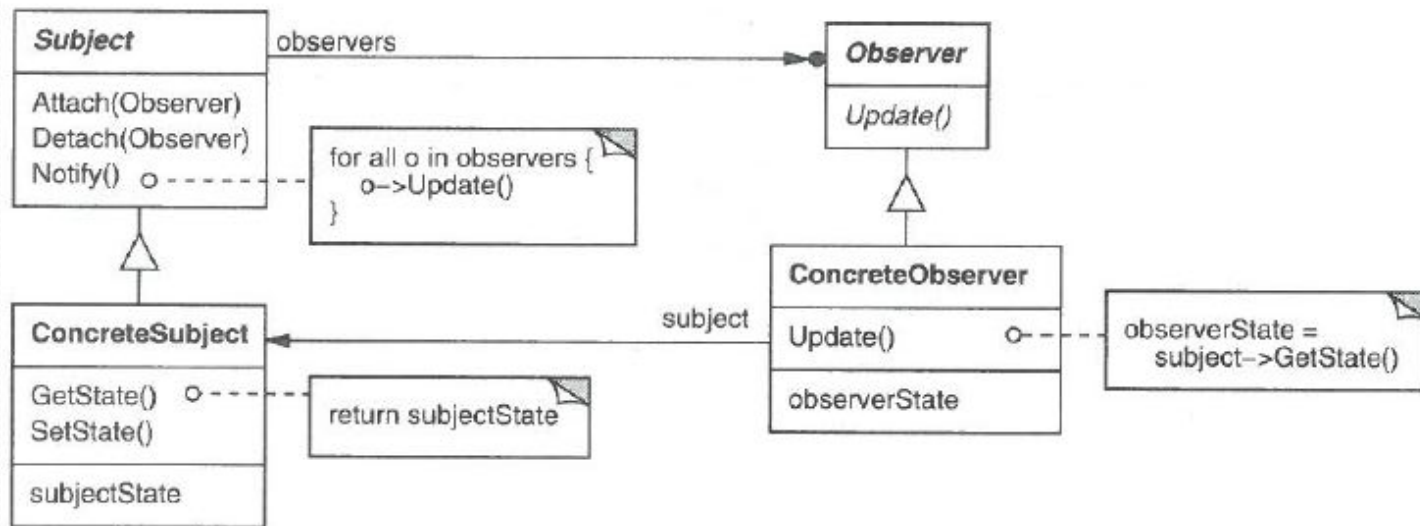 Subject
observers
Observer
Attach(Observer)
Detach(Observer)
Notify()
for all o in observers {
o->Update()
}
Update()
ConcreteSubject
GetState()
SetState()
subjectState
return subjectState
subject
ConcreteObserver
Update()
observerState
observerState =
subject->GetState()